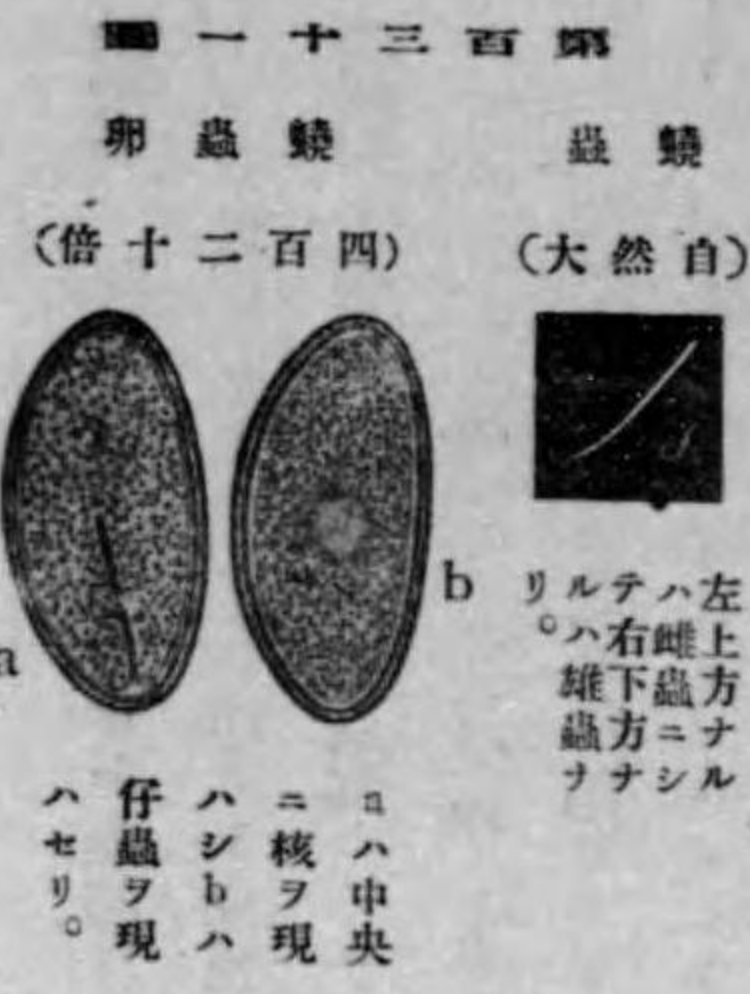 第百三十一圖
蟯蟲
（自然大）
左上方ナル
ハ雌蟲ニシ
テ右下方ナ
ルハ雄蟲ナ
リ。
蟯蟲卵
（四百二十倍）
b
a
aハ中央
ニ核ヲ現
ハシbハ
仔蟲ヲ現
ハセリ。